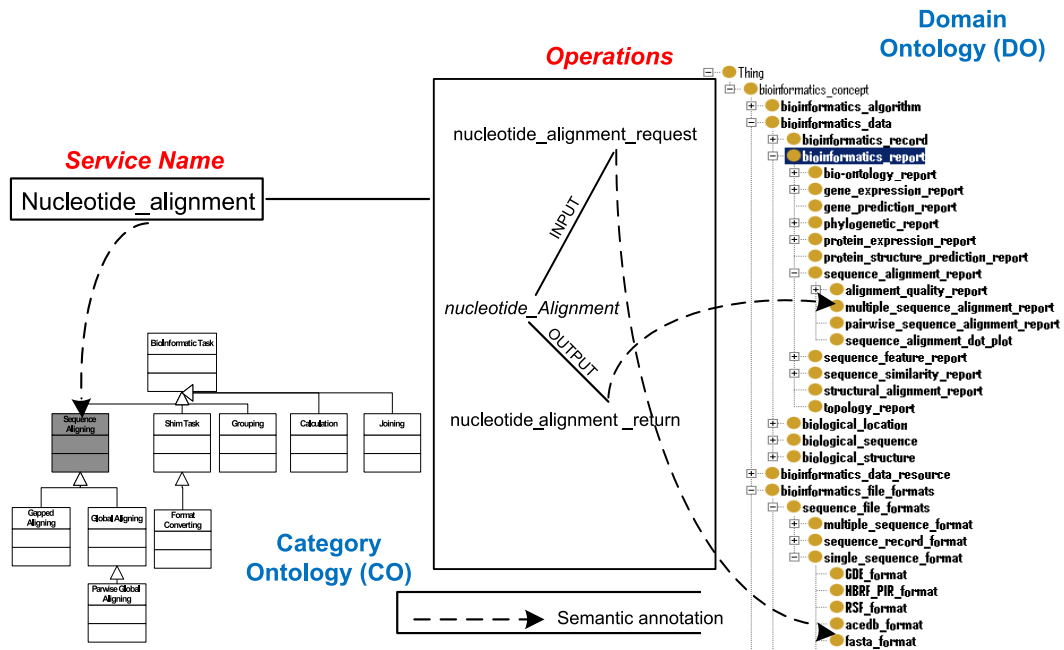 Domain
Ontology (DO)
Operations
Service Name
Nucleotide_alignment
nucleotide_alignment_request
INPUT
nucleotide_Alignment
OUTPUT
nucleotide_alignment _return
Bioinformatic Task
Sequence
Aligning
Shim Task
Grouping
Calculation
Joining
Gapped
Aligning
Global Aligning
Format
Converting
Parwise Global
Aligning
Category
Ontology (CO)
Semantic annotation
Thing
bioinformatics_concept
bioinformatics_algorithm
bioinformatics_data
bioinformatics_record
bioinformatics_report
bio-ontology_report
gene_expression_report
gene_prediction_report
phylogenetic_report
protein_expression_report
protein_structure_prediction_report
sequence_alignment_report
alignment_quality_report
multiple_sequence_alignment_report
pairwise_sequence_alignment_report
sequence_alignment_dot_plot
sequence_feature_report
sequence_similarity_report
structural_alignment_report
topology_report
biological_location
biological_sequence
biological_structure
bioinformatics_data_resource
bioinformatics_file_formats
sequence_file_formats
multiple_sequence_format
sequence_record_format
single_sequence_format
GDE_format
NBRF_PIR_format
RSF_format
acedb_format
fasta_format